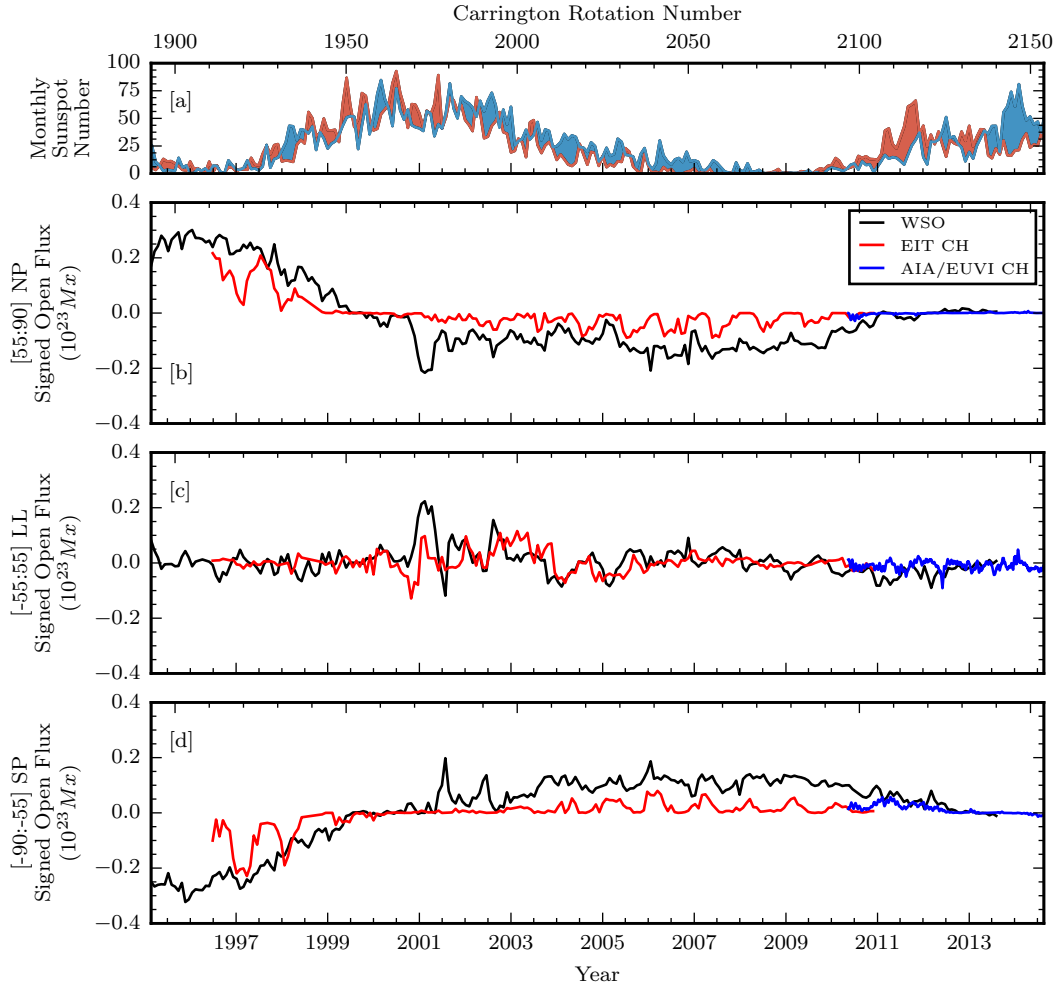 Carrington Rotation Number
1900 1950 2000 2050 2100 2150
Monthly
Sunspot
Number
100
75
50
25
0
[a]
[55:90] NP
Signed Open Flux
(10^23 Mx)
0.4
0.2
0.0
−0.2
−0.4
[b]
WSO
EIT CH
AIA/EUVI CH
[-55:55] LL
Signed Open Flux
(10^23 Mx)
0.4
0.2
0.0
−0.2
−0.4
[c]
[-90:-55] SP
Signed Open Flux
(10^23 Mx)
0.4
0.2
0.0
−0.2
−0.4
[d]
1997 1999 2001 2003 2005 2007 2009 2011 2013
Year